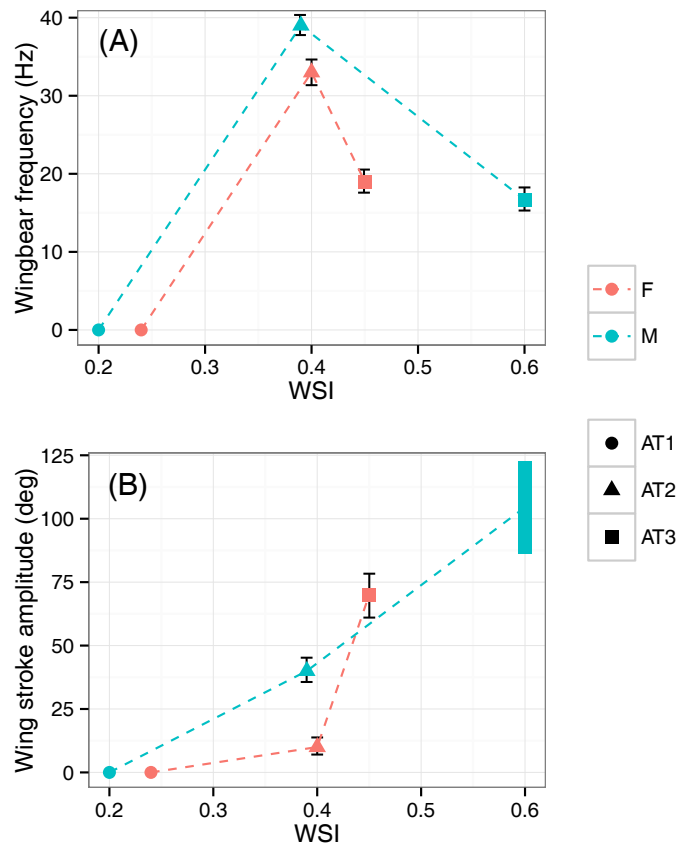 (A)
Wingbear frequency (Hz)
40
30
20
10
0
0.2 0.3 0.4 0.5 0.6
WSI
F
M
(B)
Wing stroke amplitude (deg)
125
100
75
50
25
0
0.2 0.3 0.4 0.5 0.6
WSI
AT1
AT2
AT3